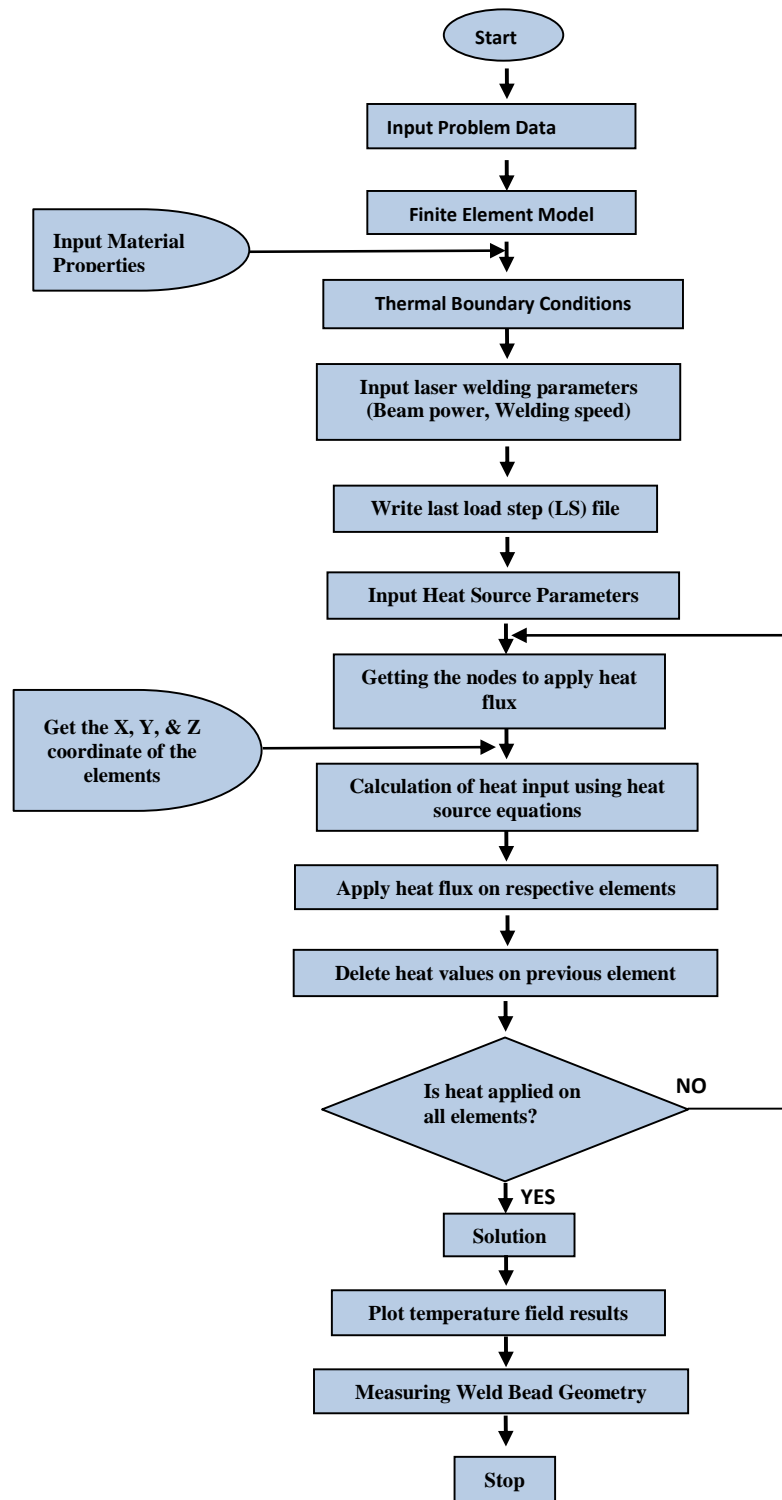 Start
Input Problem Data
Finite Element Model
Input Material
Properties
Thermal Boundary Conditions
Input laser welding parameters
(Beam power, Welding speed)
Write last load step (LS) file
Input Heat Source Parameters
Getting the nodes to apply heat
flux
Get the X, Y, & Z
coordinate of the
elements
Calculation of heat input using heat
source equations
Apply heat flux on respective elements
Delete heat values on previous element
Is heat applied on
all elements?
NO
YES
Solution
Plot temperature field results
Measuring Weld Bead Geometry
Stop